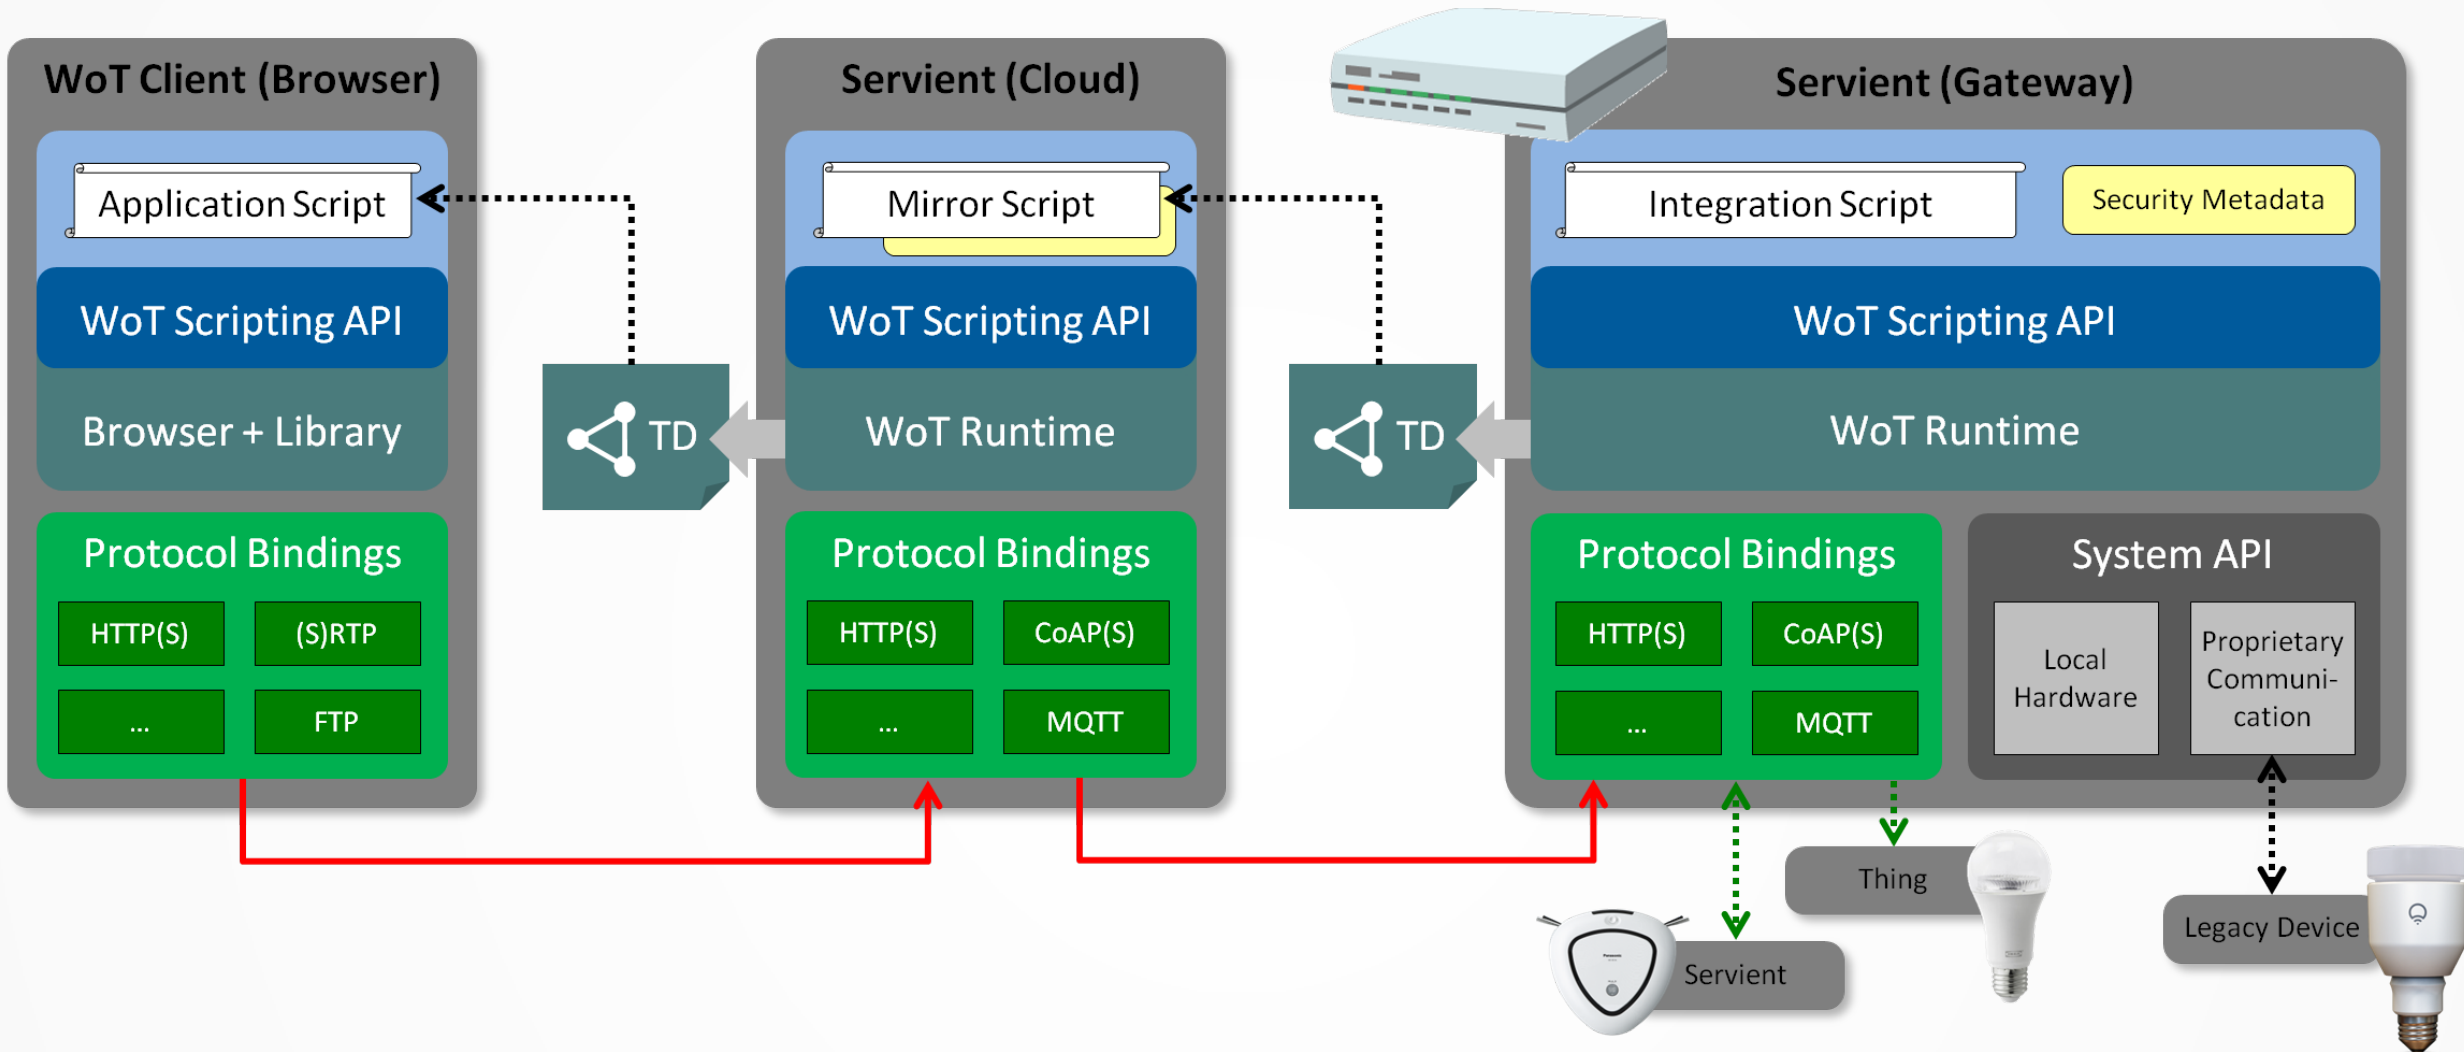 WoT Client (Browser)
Application Script
WoT Scripting API
Browser + Library
Protocol Bindings
HTTP(S)
(S)RTP
...
FTP
TD
Servient (Cloud)
Mirror Script
WoT Scripting API
WoT Runtime
Protocol Bindings
HTTP(S)
CoAP(S)
...
MQTT
TD
Servient (Gateway)
Integration Script
Security Metadata
WoT Scripting API
WoT Runtime
Protocol Bindings
HTTP(S)
CoAP(S)
...
MQTT
System API
Local
Hardware
Proprietary
Communi-
cation
Thing
Servient
Legacy Device